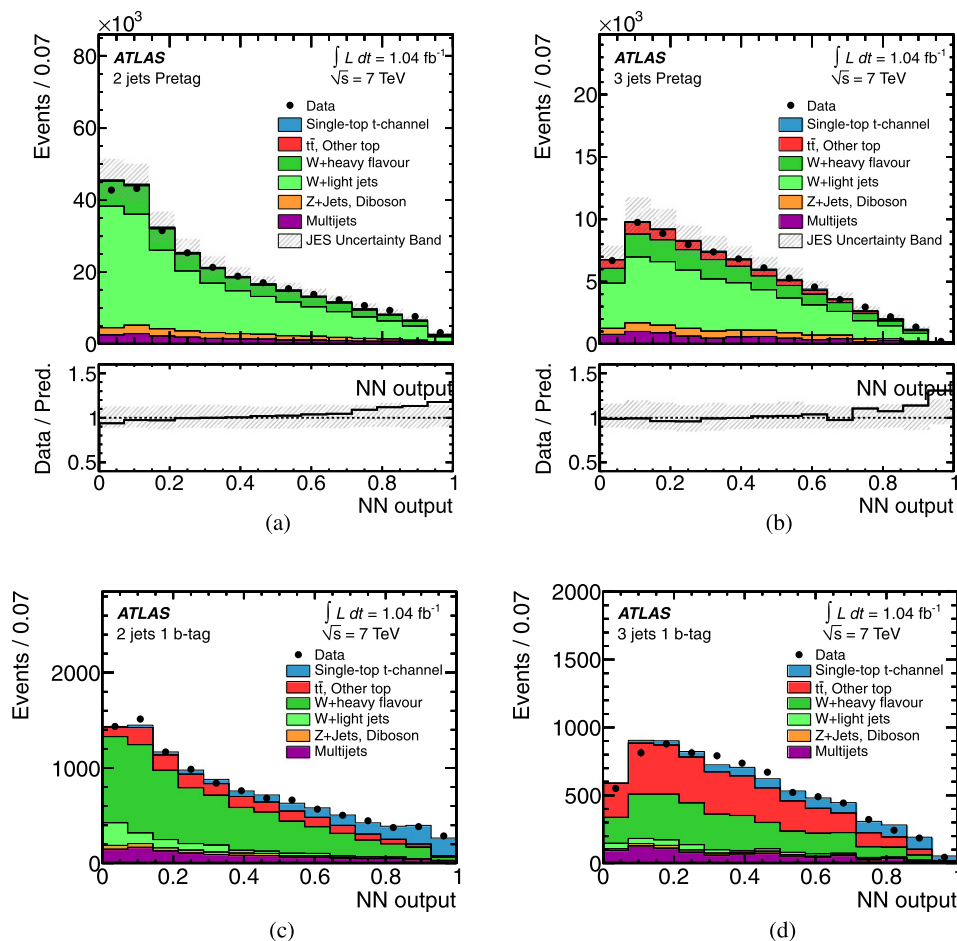 ×10³
Events / 0.07
80
60
40
20
0
ATLAS
2 jets Pretag
∫ L dt = 1.04 fb⁻¹
√s = 7 TeV
Data
Single-top t-channel
tt̄, Other top
W+heavy flavour
W+light jets
Z+Jets, Diboson
Multijets
JES Uncertainty Band
NN output
Data / Pred.
1.5
1
0.5
0 0.2 0.4 0.6 0.8 1
NN output
(a)
×10³
Events / 0.07
20
10
0
ATLAS
3 jets Pretag
∫ L dt = 1.04 fb⁻¹
√s = 7 TeV
Data
Single-top t-channel
tt̄, Other top
W+heavy flavour
W+light jets
Z+Jets, Diboson
Multijets
JES Uncertainty Band
NN output
Data / Pred.
1.5
1
0.5
0 0.2 0.4 0.6 0.8 1
NN output
(b)
Events / 0.07
2000
1000
0
ATLAS
2 jets 1 b-tag
∫ L dt = 1.04 fb⁻¹
√s = 7 TeV
Data
Single-top t-channel
tt̄, Other top
W+heavy flavour
W+light jets
Z+Jets, Diboson
Multijets
0 0.2 0.4 0.6 0.8 1
NN output
(c)
Events / 0.07
2000
1500
1000
500
0
ATLAS
3 jets 1 b-tag
∫ L dt = 1.04 fb⁻¹
√s = 7 TeV
Data
Single-top t-channel
tt̄, Other top
W+heavy flavour
W+light jets
Z+Jets, Diboson
Multijets
0 0.2 0.4 0.6 0.8 1
NN output
(d)